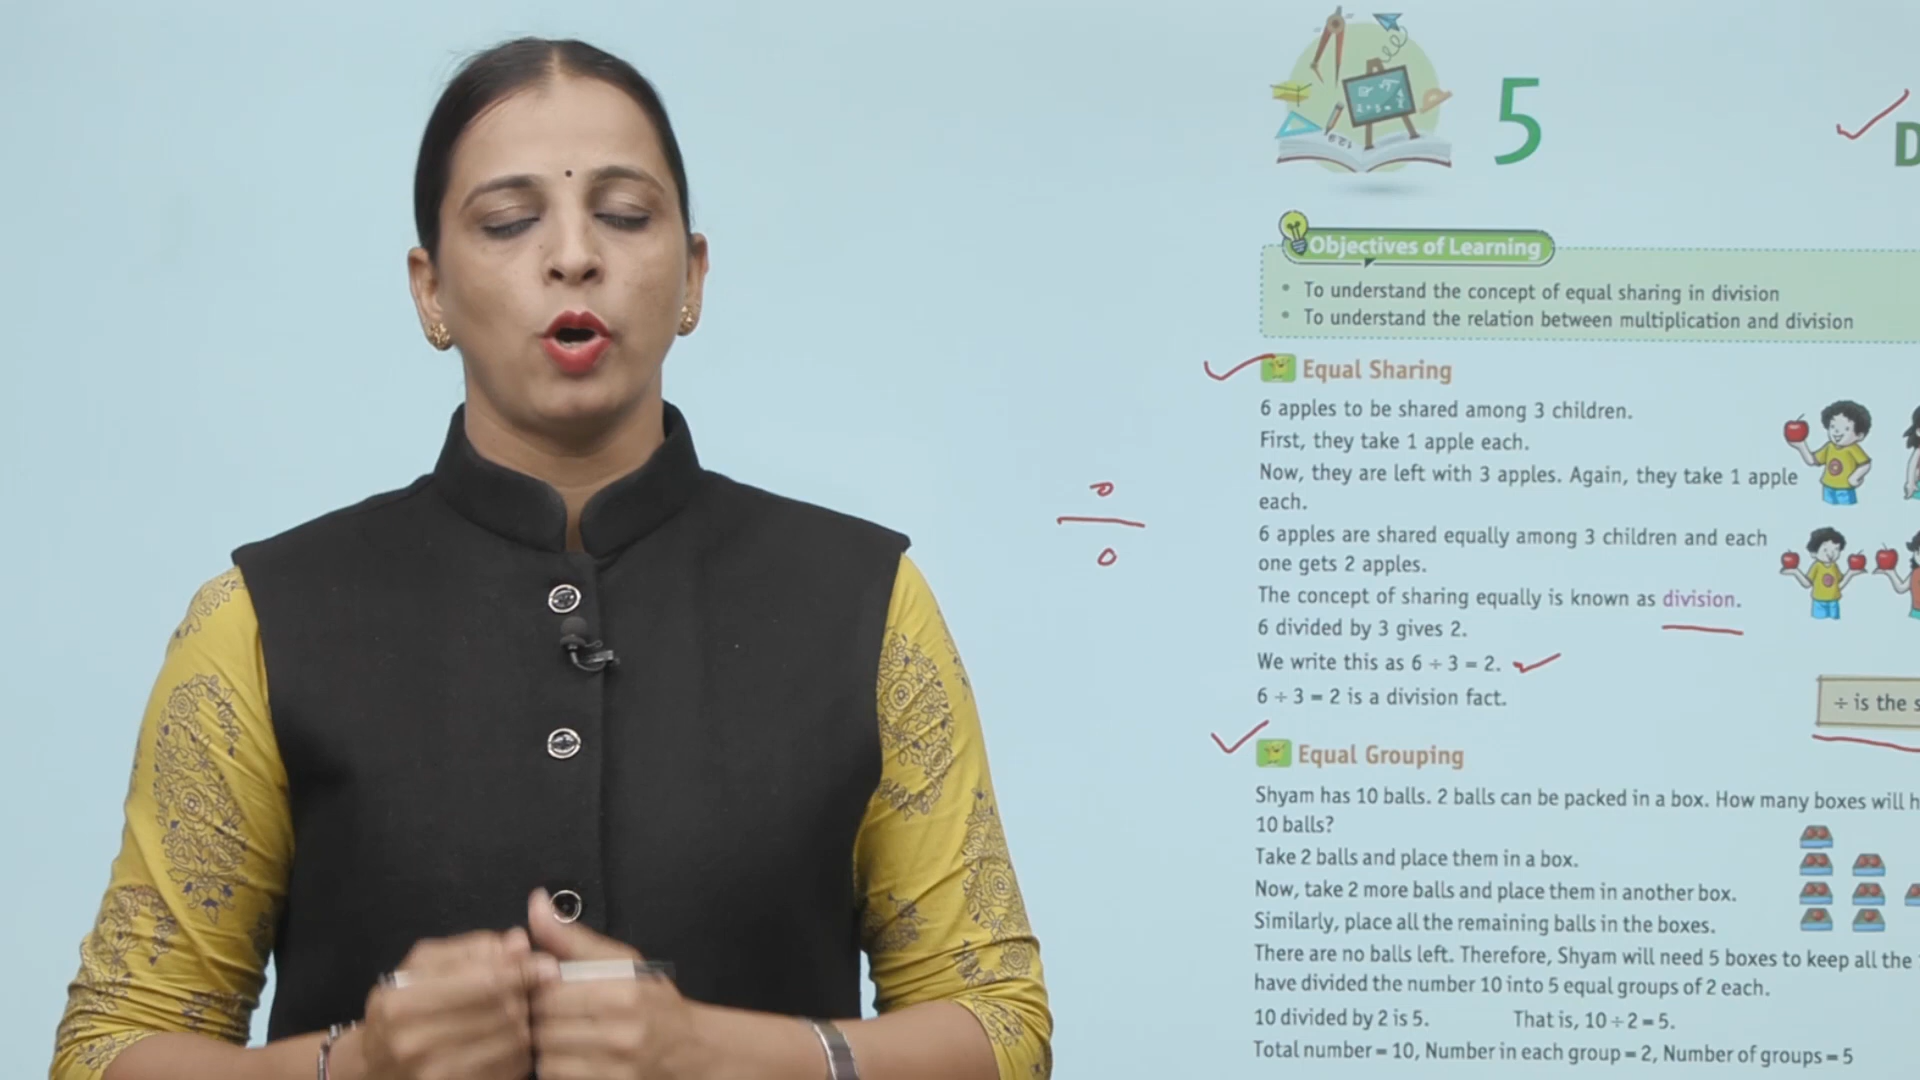 5
D
Objectives of Learning
• To understand the concept of equal sharing in division
• To understand the relation between multiplication and division
Equal Sharing
6 apples to be shared among 3 children.
First, they take 1 apple each.
Now, they are left with 3 apples. Again, they take 1 apple
each.
6 apples are shared equally among 3 children and each
one gets 2 apples.
The concept of sharing equally is known as division.
6 divided by 3 gives 2.
We write this as 6 ÷ 3 = 2.
6 ÷ 3 = 2 is a division fact.
÷ is the s
÷
Equal Grouping
Shyam has 10 balls. 2 balls can be packed in a box. How many boxes will h
10 balls?
Take 2 balls and place them in a box.
Now, take 2 more balls and place them in another box.
Similarly, place all the remaining balls in the boxes.
There are no balls left. Therefore, Shyam will need 5 boxes to keep all the
have divided the number 10 into 5 equal groups of 2 each.
10 divided by 2 is 5. That is, 10 ÷ 2 = 5.
Total number = 10, Number in each group = 2, Number of groups = 5